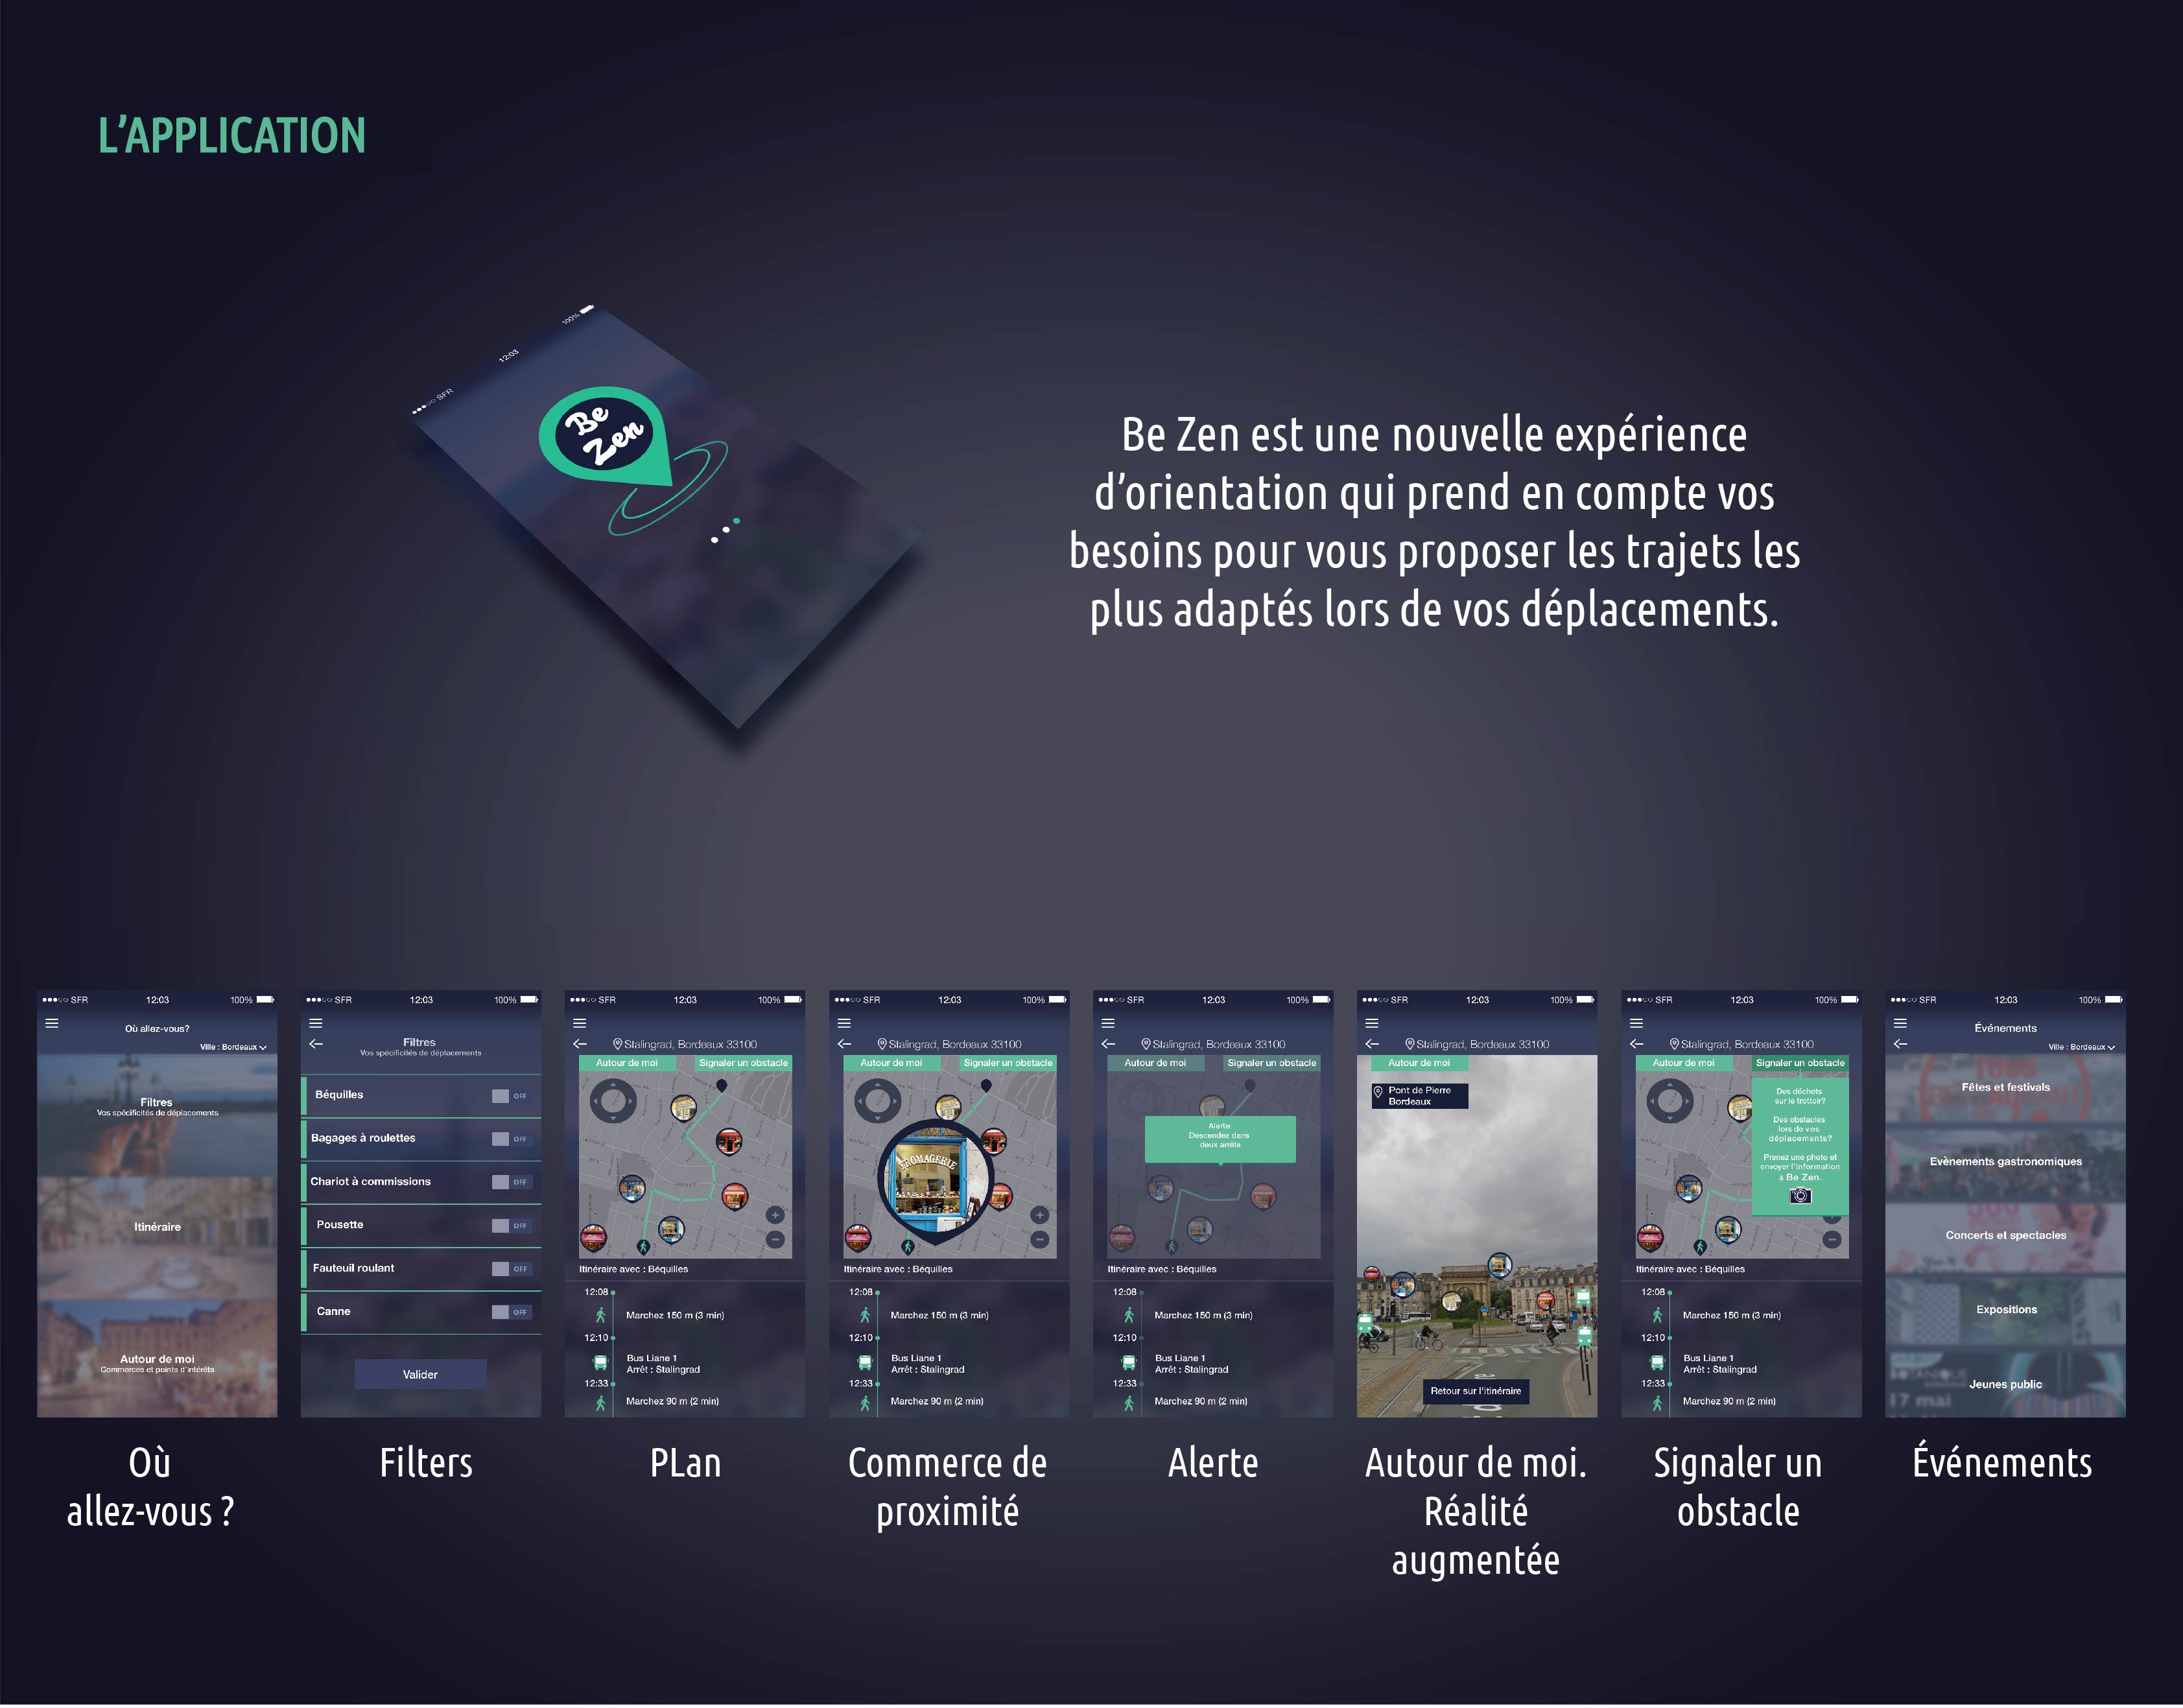 L'APPLICATION
●●●○○ SFR
12:03
100%
Be
Zen
Be Zen est une nouvelle expérience
d'orientation qui prend en compte vos
besoins pour vous proposer les trajets les
plus adaptés lors de vos déplacements.
●●●○○ SFR 12:03 100%
Où allez-vous?
Ville : Bordeaux
Filtres
Vos spécificités de déplacements
Itinéraire
Autour de moi
Commerces et points d'intérêts
Où
allez-vous ?
●●●○○ SFR 12:03 100%
Filtres
Vos spécificités de déplacements
Béquilles OFF
Bagages à roulettes OFF
Chariot à commissions OFF
Pousette OFF
Fauteuil roulant OFF
Canne OFF
Valider
Filters
●●●○○ SFR 12:03 100%
Stalingrad, Bordeaux 33100
Autour de moi Signaler un obstacle
Itinéraire avec : Béquilles
12:08
Marchez 150 m (3 min)
12:10
Bus Liane 1
Arrêt : Stalingrad
12:33
Marchez 90 m (2 min)
PLan
●●●○○ SFR 12:03 100%
Stalingrad, Bordeaux 33100
Autour de moi Signaler un obstacle
FROMAGERIE
Itinéraire avec : Béquilles
12:08
Marchez 150 m (3 min)
12:10
Bus Liane 1
Arrêt : Stalingrad
12:33
Marchez 90 m (2 min)
Commerce de
proximité
●●●○○ SFR 12:03 100%
Stalingrad, Bordeaux 33100
Autour de moi Signaler un obstacle
Alerte:
Descendez dans
deux arrêts
Itinéraire avec : Béquilles
12:08
Marchez 150 m (3 min)
12:10
Bus Liane 1
Arrêt : Stalingrad
12:33
Marchez 90 m (2 min)
Alerte
●●●○○ SFR 12:03 100%
Stalingrad, Bordeaux 33100
Autour de moi
Pont de Pierre
Bordeaux
Retour sur l'itinéraire
Autour de moi.
Réalité
augmentée
●●●○○ SFR 12:03 100%
Stalingrad, Bordeaux 33100
Autour de moi Signaler un obstacle
Des déchets
sur le trottoir?
Des obstacles
lors de vos
déplacements?
Prenez une photo et
envoyer l'information
à Be Zen.
Itinéraire avec : Béquilles
12:08
Marchez 150 m (3 min)
12:10
Bus Liane 1
Arrêt : Stalingrad
12:33
Marchez 90 m (2 min)
Signaler un
obstacle
●●●○○ SFR 12:03 100%
Événements
Ville : Bordeaux
Fêtes et festivals
Evènements gastronomiques
Concerts et spectacles
Expositions
Jeunes public
17 mai
Événements